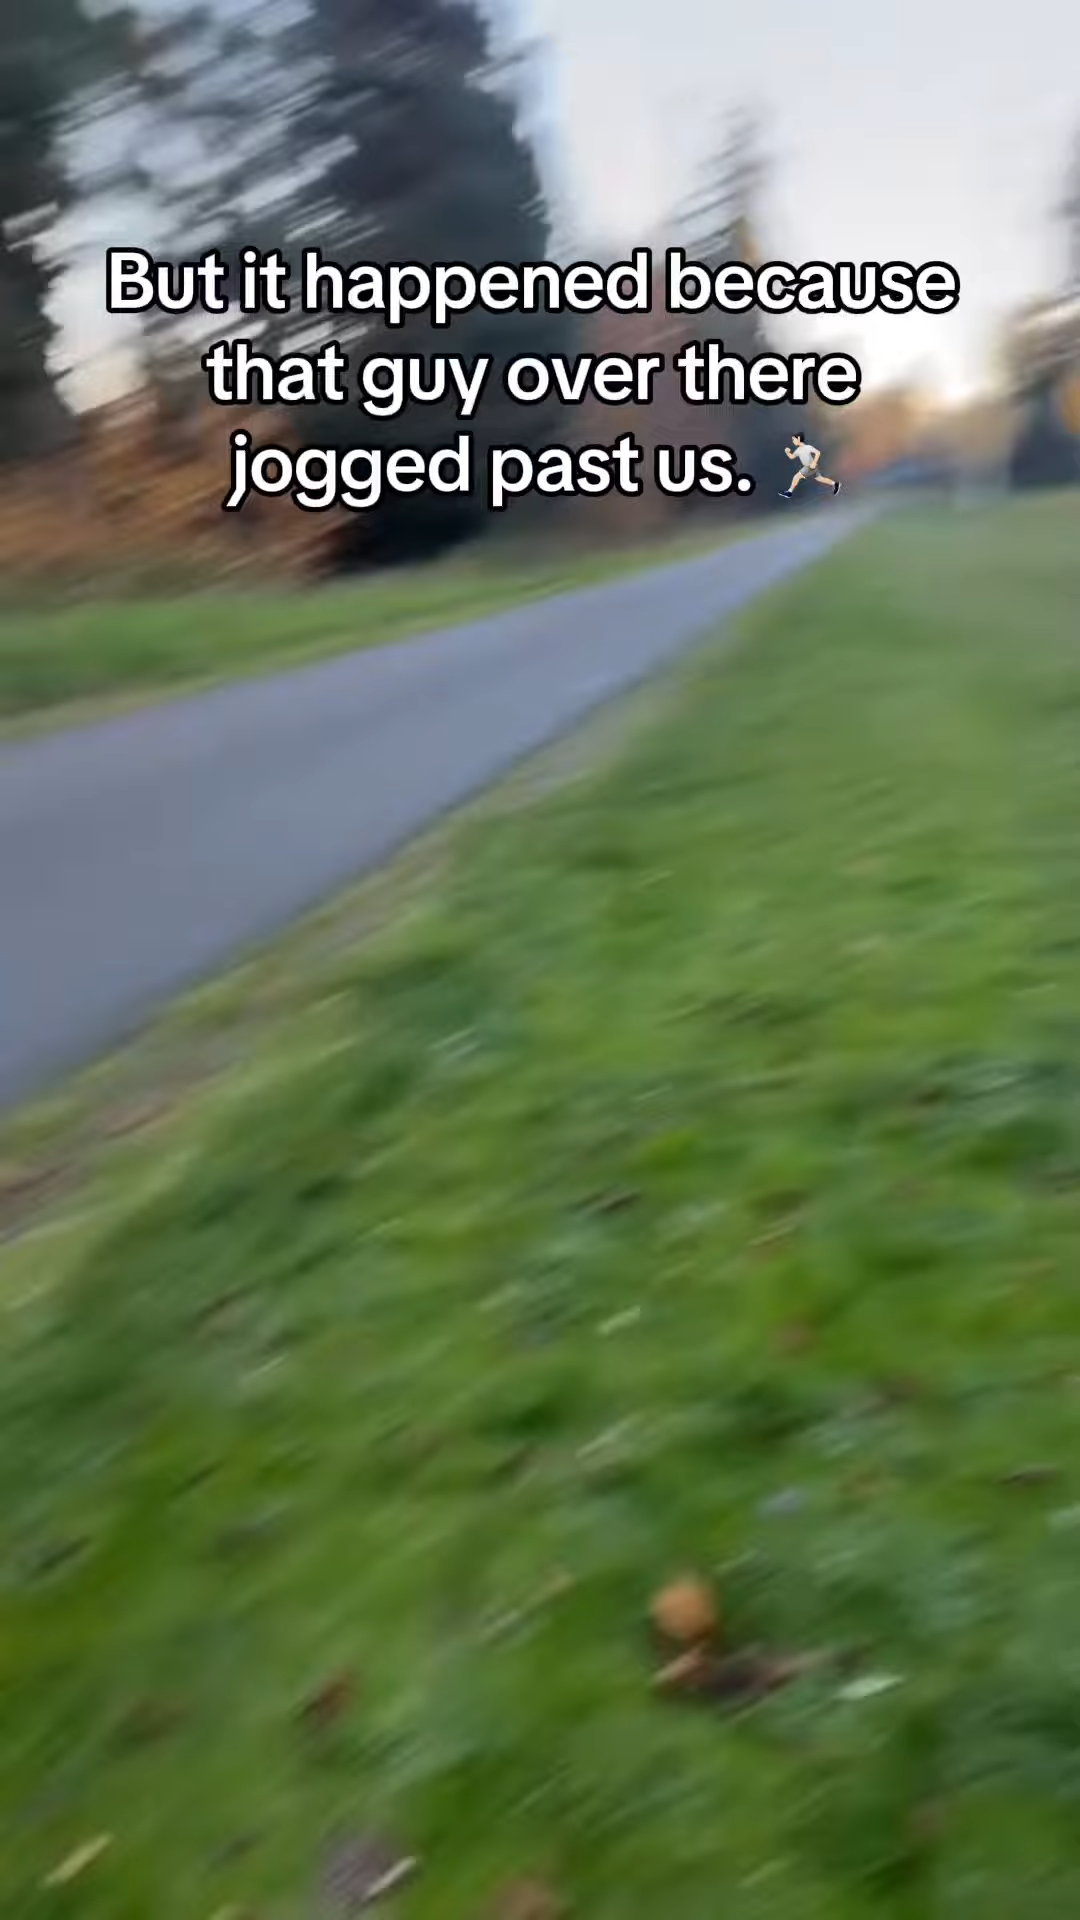 But it happened because
that guy over there
jogged past us. 🏃🏻‍♂️